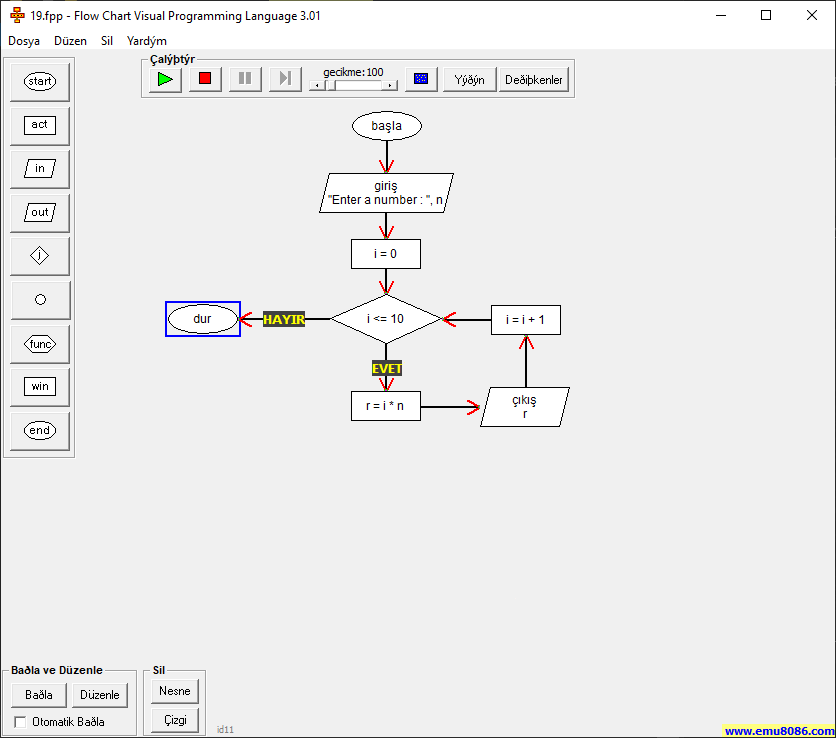 19.fpp - Flow Chart Visual Programming Language 3.01
Dosya Düzen Sil Yardým
Çalýþtýr
gecikme:100
Yýðýn
Deðiþkenler
start
act
in
out
i
func
win
end
başla
giriş
"Enter a number : ", n
i = 0
dur
HAYIR
i <= 10
i = i + 1
EVET
r = i * n
çıkış
r
Baðla ve Düzenle
Baðla
Düzenle
Otomatik Baðla
Sil
Nesne
Çizgi
id11
www.emu8086.com